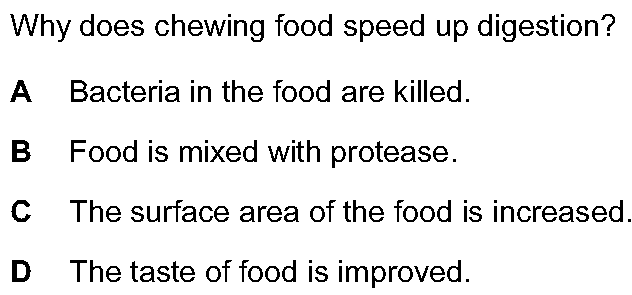 Why does chewing food speed up digestion?
A Bacteria in the food are killed.
B Food is mixed with protease.
C The surface area of the food is increased.
D The taste of food is improved.